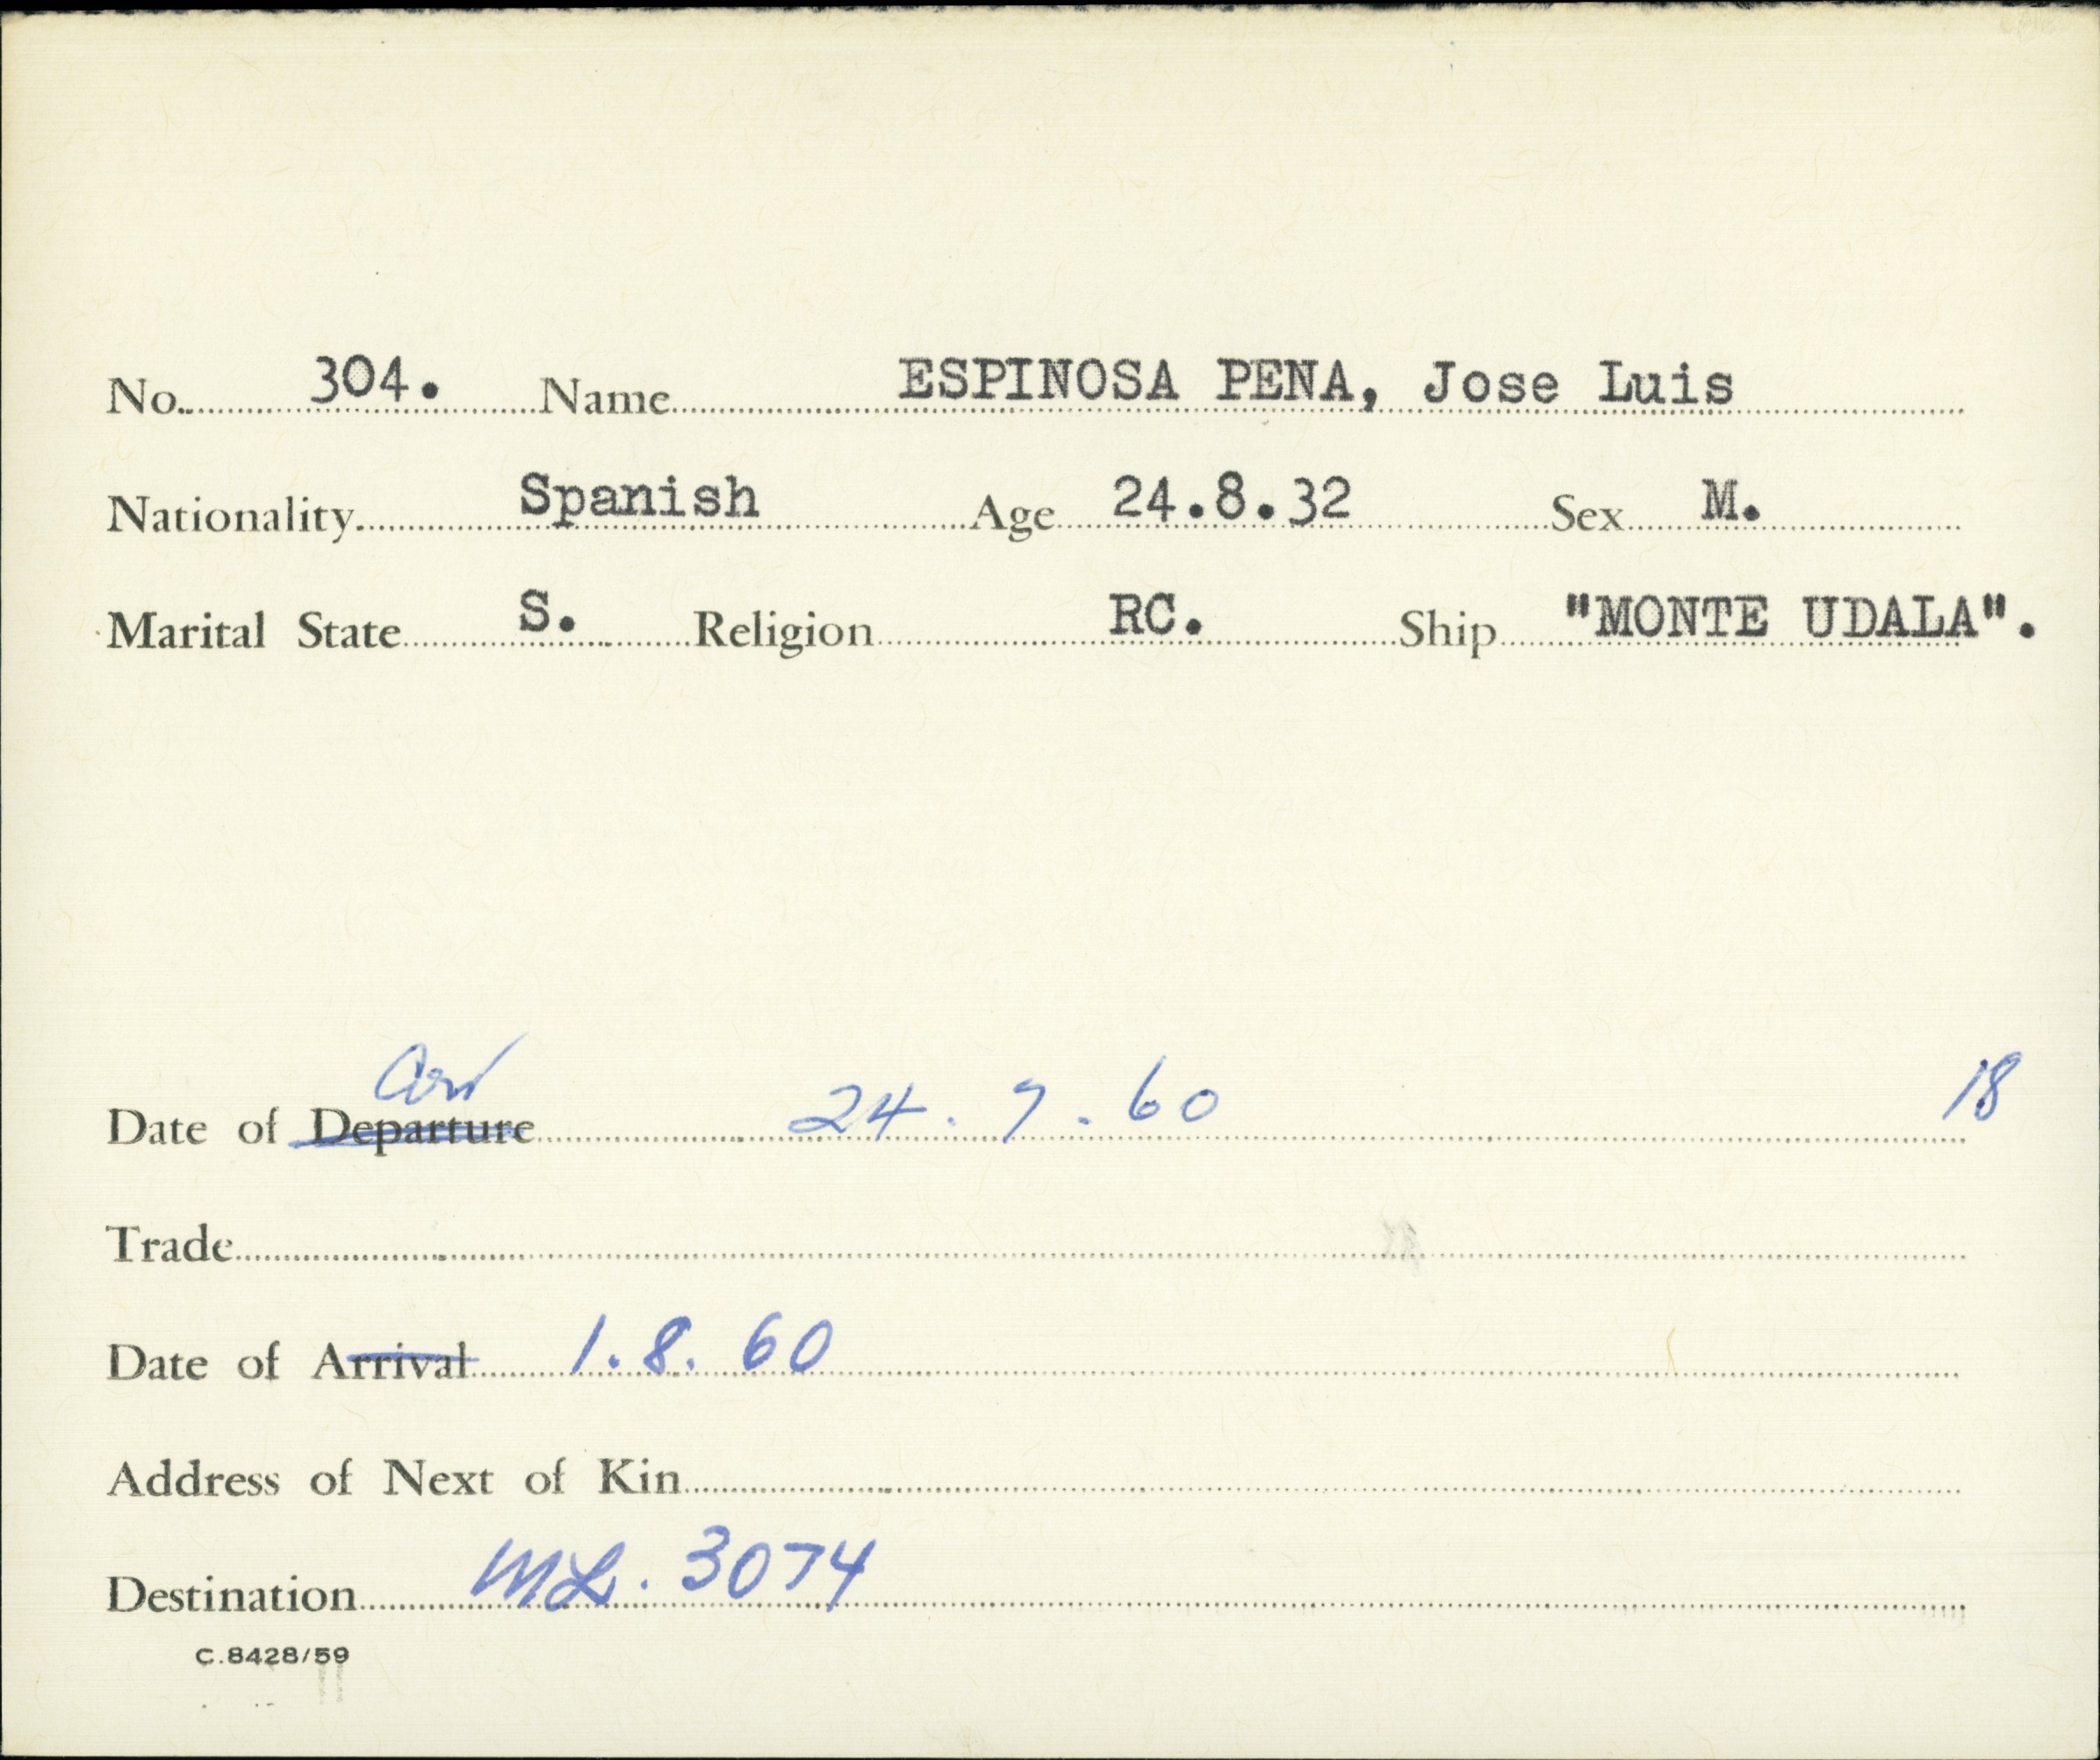 No. 304. Name ESPINOSA PENA, Jose Luis
Nationality Spanish Age 24.8.32 Sex M.
Marital State S. Religion RC. Ship "MONTE UDALA".
Arr
Date of Departure 24.7.60 18
Trade
Date of Arrival 1.8.60
Address of Next of Kin
Destination ML. 3074
C.8428/59